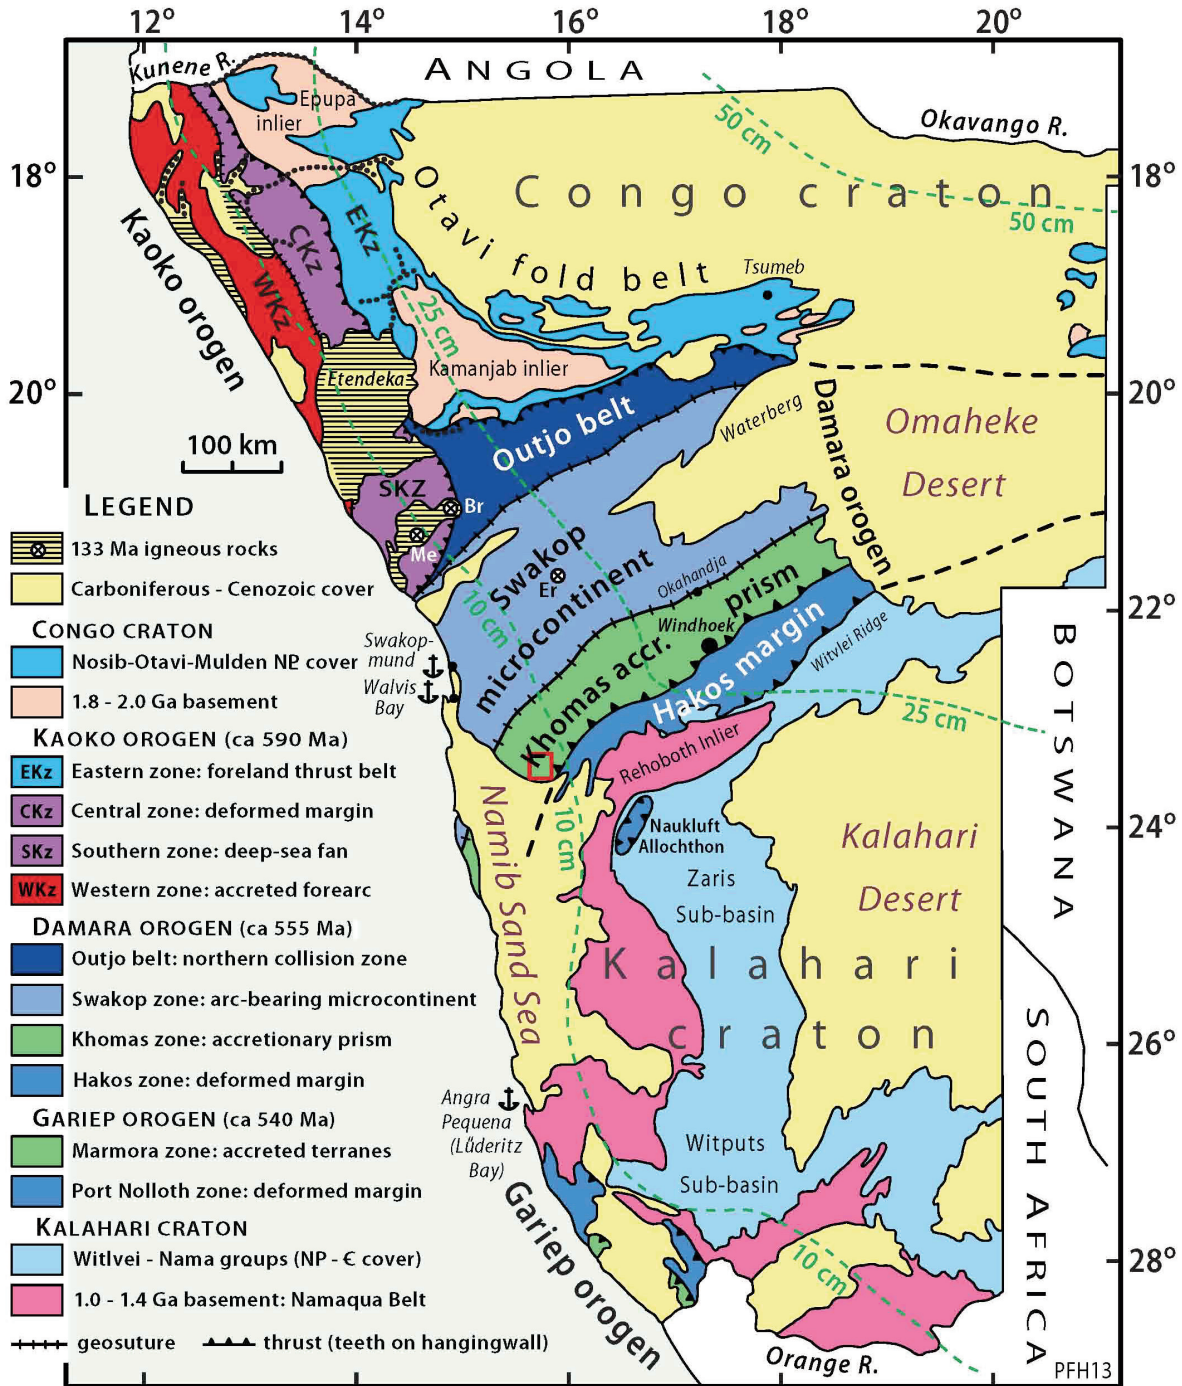 12° 14° 16° 18° 20°
Kunene R.
ANGOLA
Epupa
inlier
50 cm
Okavango R.
18° 18°
Congo craton
50 cm
Otavi fold belt
EKz
CKz
WKz
Kaoko orogen
Tsumeb
25 cm
Kamanjab inlier
Etendeka
20° 20°
Outjo belt
Waterberg
Damara orogen
Omaheke
Desert
100 km
SKZ
Br
Me
LEGEND
133 Ma igneous rocks
Carboniferous - Cenozoic cover
CONGO CRATON
Nosib-Otavi-Mulden NP cover
1.8 - 2.0 Ga basement
KAOKO OROGEN (ca 590 Ma)
EKz Eastern zone: foreland thrust belt
CKz Central zone: deformed margin
SKz Southern zone: deep-sea fan
WKz Western zone: accreted forearc
DAMARA OROGEN (ca 555 Ma)
Outjo belt: northern collision zone
Swakop zone: arc-bearing microcontinent
Khomas zone: accretionary prism
Hakos zone: deformed margin
GARIEP OROGEN (ca 540 Ma)
Marmora zone: accreted terranes
Port Nolloth zone: deformed margin
KALAHARI CRATON
Witlvei - Nama groups (NP - € cover)
1.0 - 1.4 Ga basement: Namaqua Belt
geosuture
thrust (teeth on hangingwall)
Swakop
microcontinent
Er
10 cm
Okahandja
Khomas accr. prism
Windhoek
Hakos margin
Witvlei Ridge
22°
Swakop-
mund
Walvis
Bay
25 cm
BOTSWANA
Rehoboth Inlier
10 cm
Naukluft
Allochthon
24°
Namib Sand Sea
Zaris
Sub-basin
Kalahari
Desert
Kalahari
craton
26°
SOUTH AFRICA
Angra
Pequena
(Lůderitz
Bay)
Witputs
Sub-basin
Gariep orogen
10 cm
28°
Orange R.
PFH13